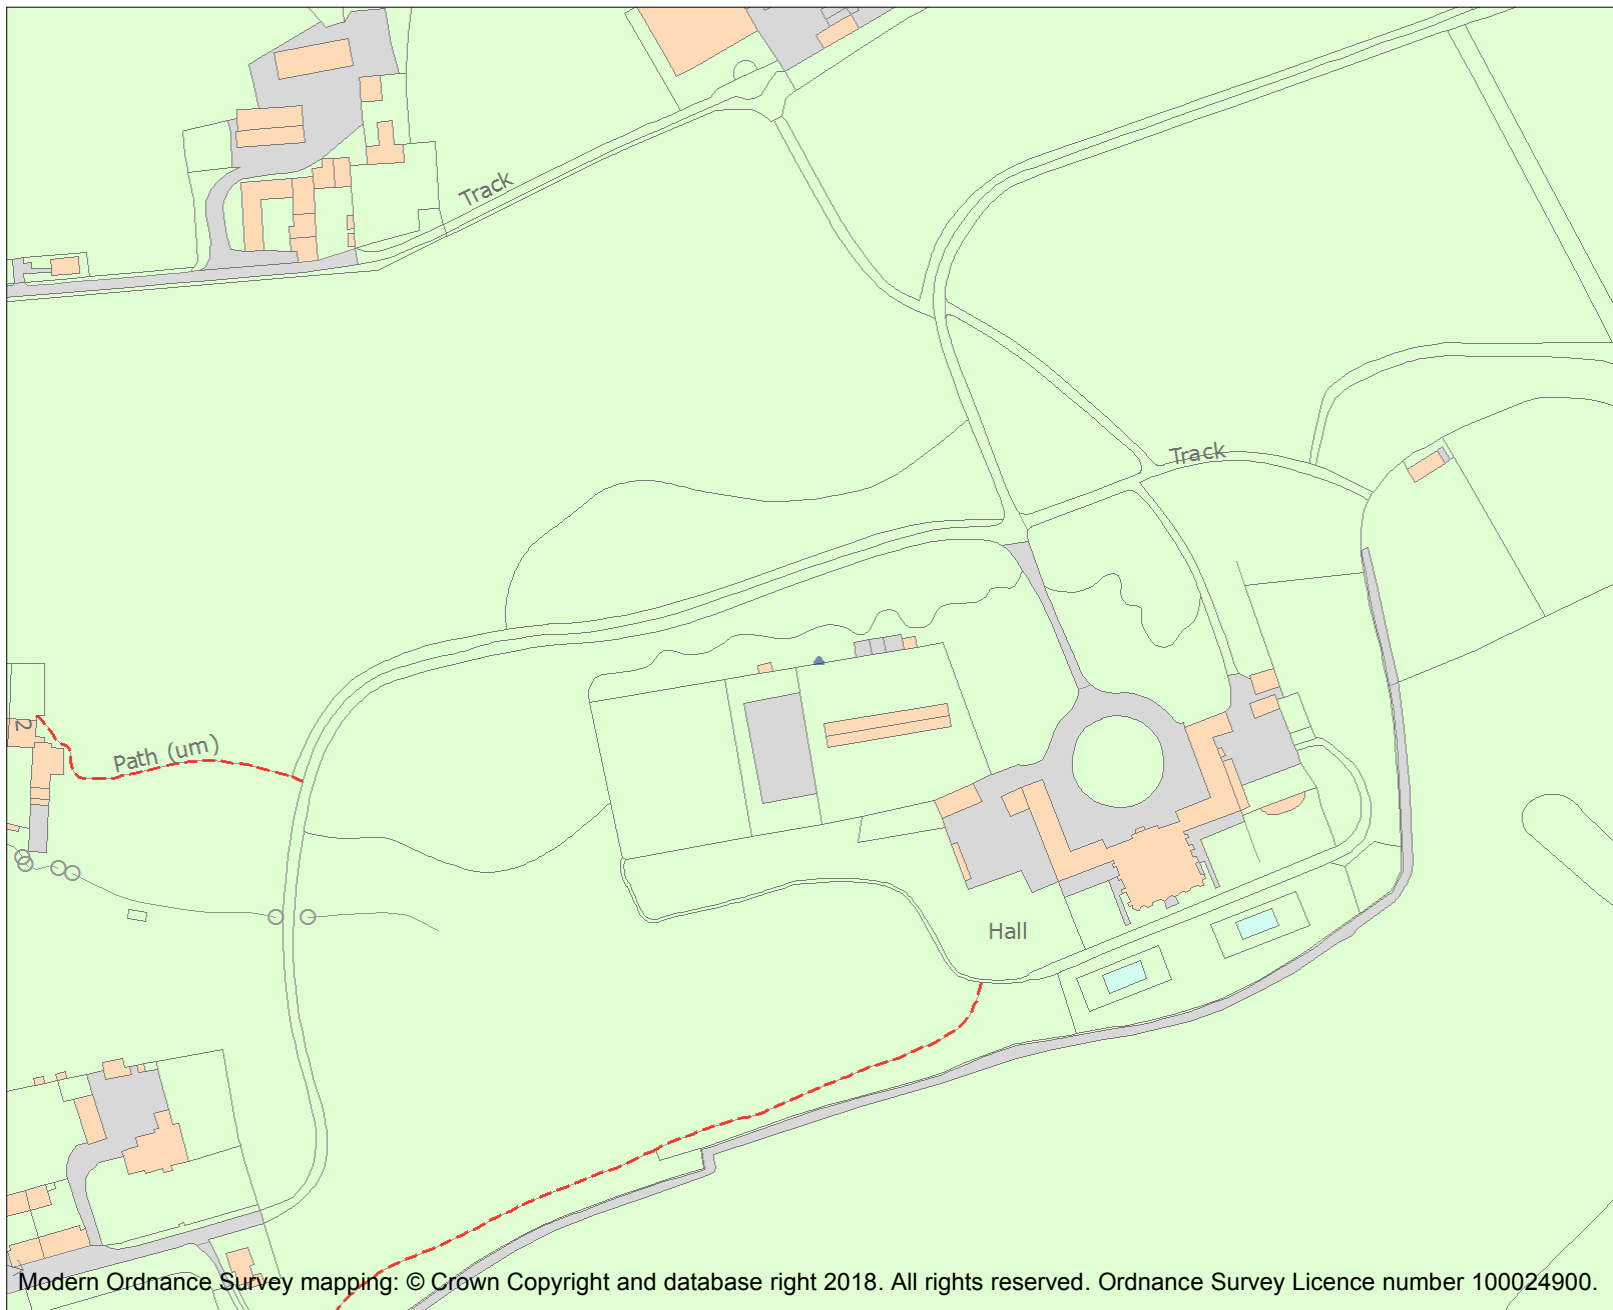 Track
Track
2
Path (um)
Hall
Modern Ordnance Survey mapping: © Crown Copyright and database right 2018. All rights reserved. Ordnance Survey Licence number 100024900.